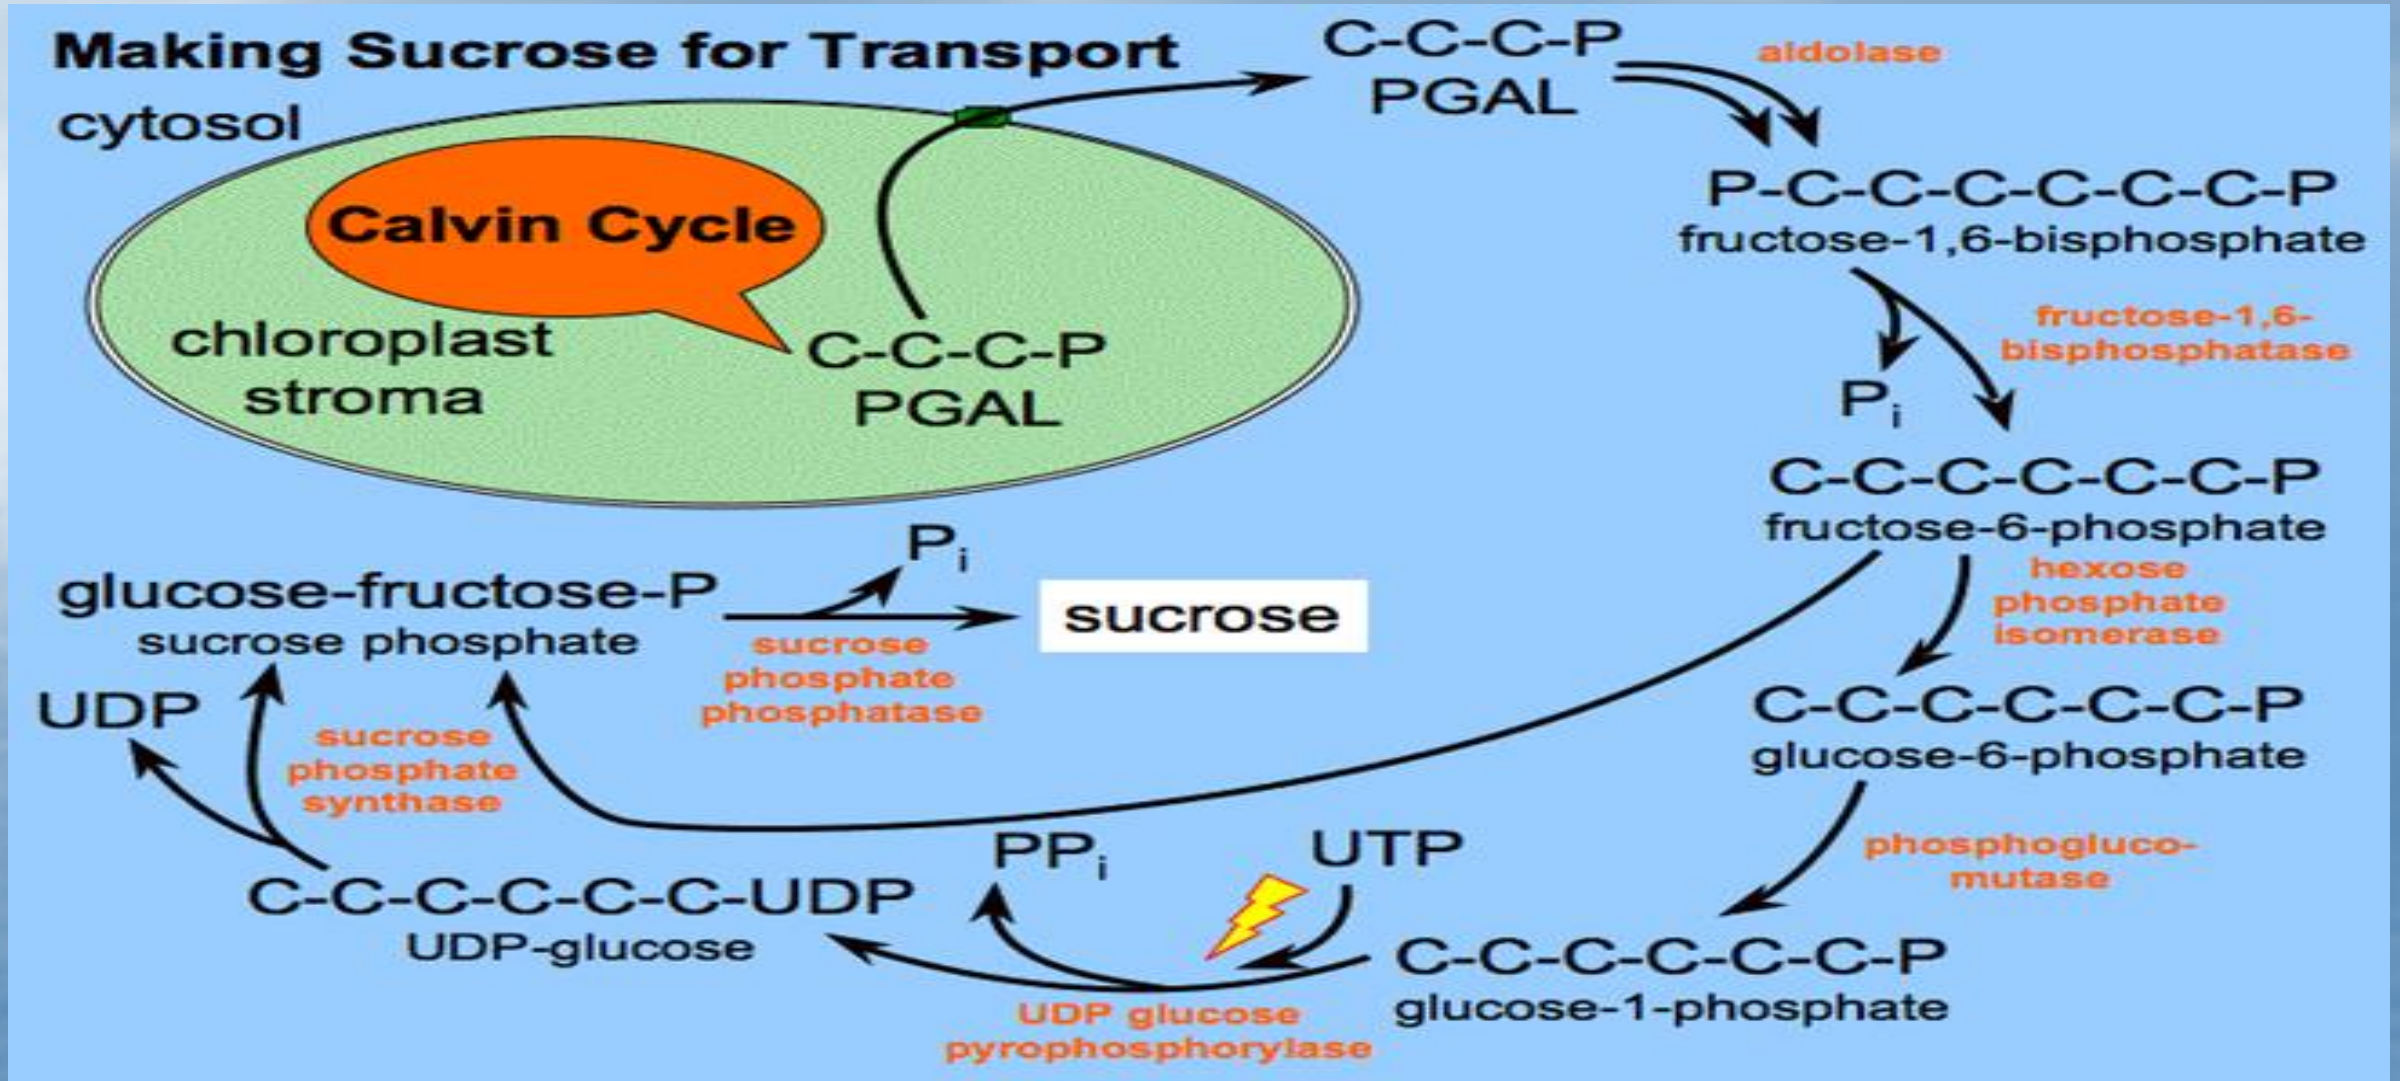 Making Sucrose for Transport
cytosol
Calvin Cycle
chloroplast
stroma
C-C-C-P
PGAL
C-C-C-P
PGAL
aldolase
P-C-C-C-C-C-C-P
fructose-1,6-bisphosphate
fructose-1,6-
bisphosphatase
Pi
C-C-C-C-C-C-P
fructose-6-phosphate
hexose
phosphate
isomerase
C-C-C-C-C-C-P
glucose-6-phosphate
phosphogluco-
mutase
C-C-C-C-C-C-P
glucose-1-phosphate
UTP
PPi
UDP glucose
pyrophosphorylase
C-C-C-C-C-C-UDP
UDP-glucose
UDP
sucrose
phosphate
synthase
glucose-fructose-P
sucrose phosphate
Pi
sucrose
phosphate
phosphatase
sucrose